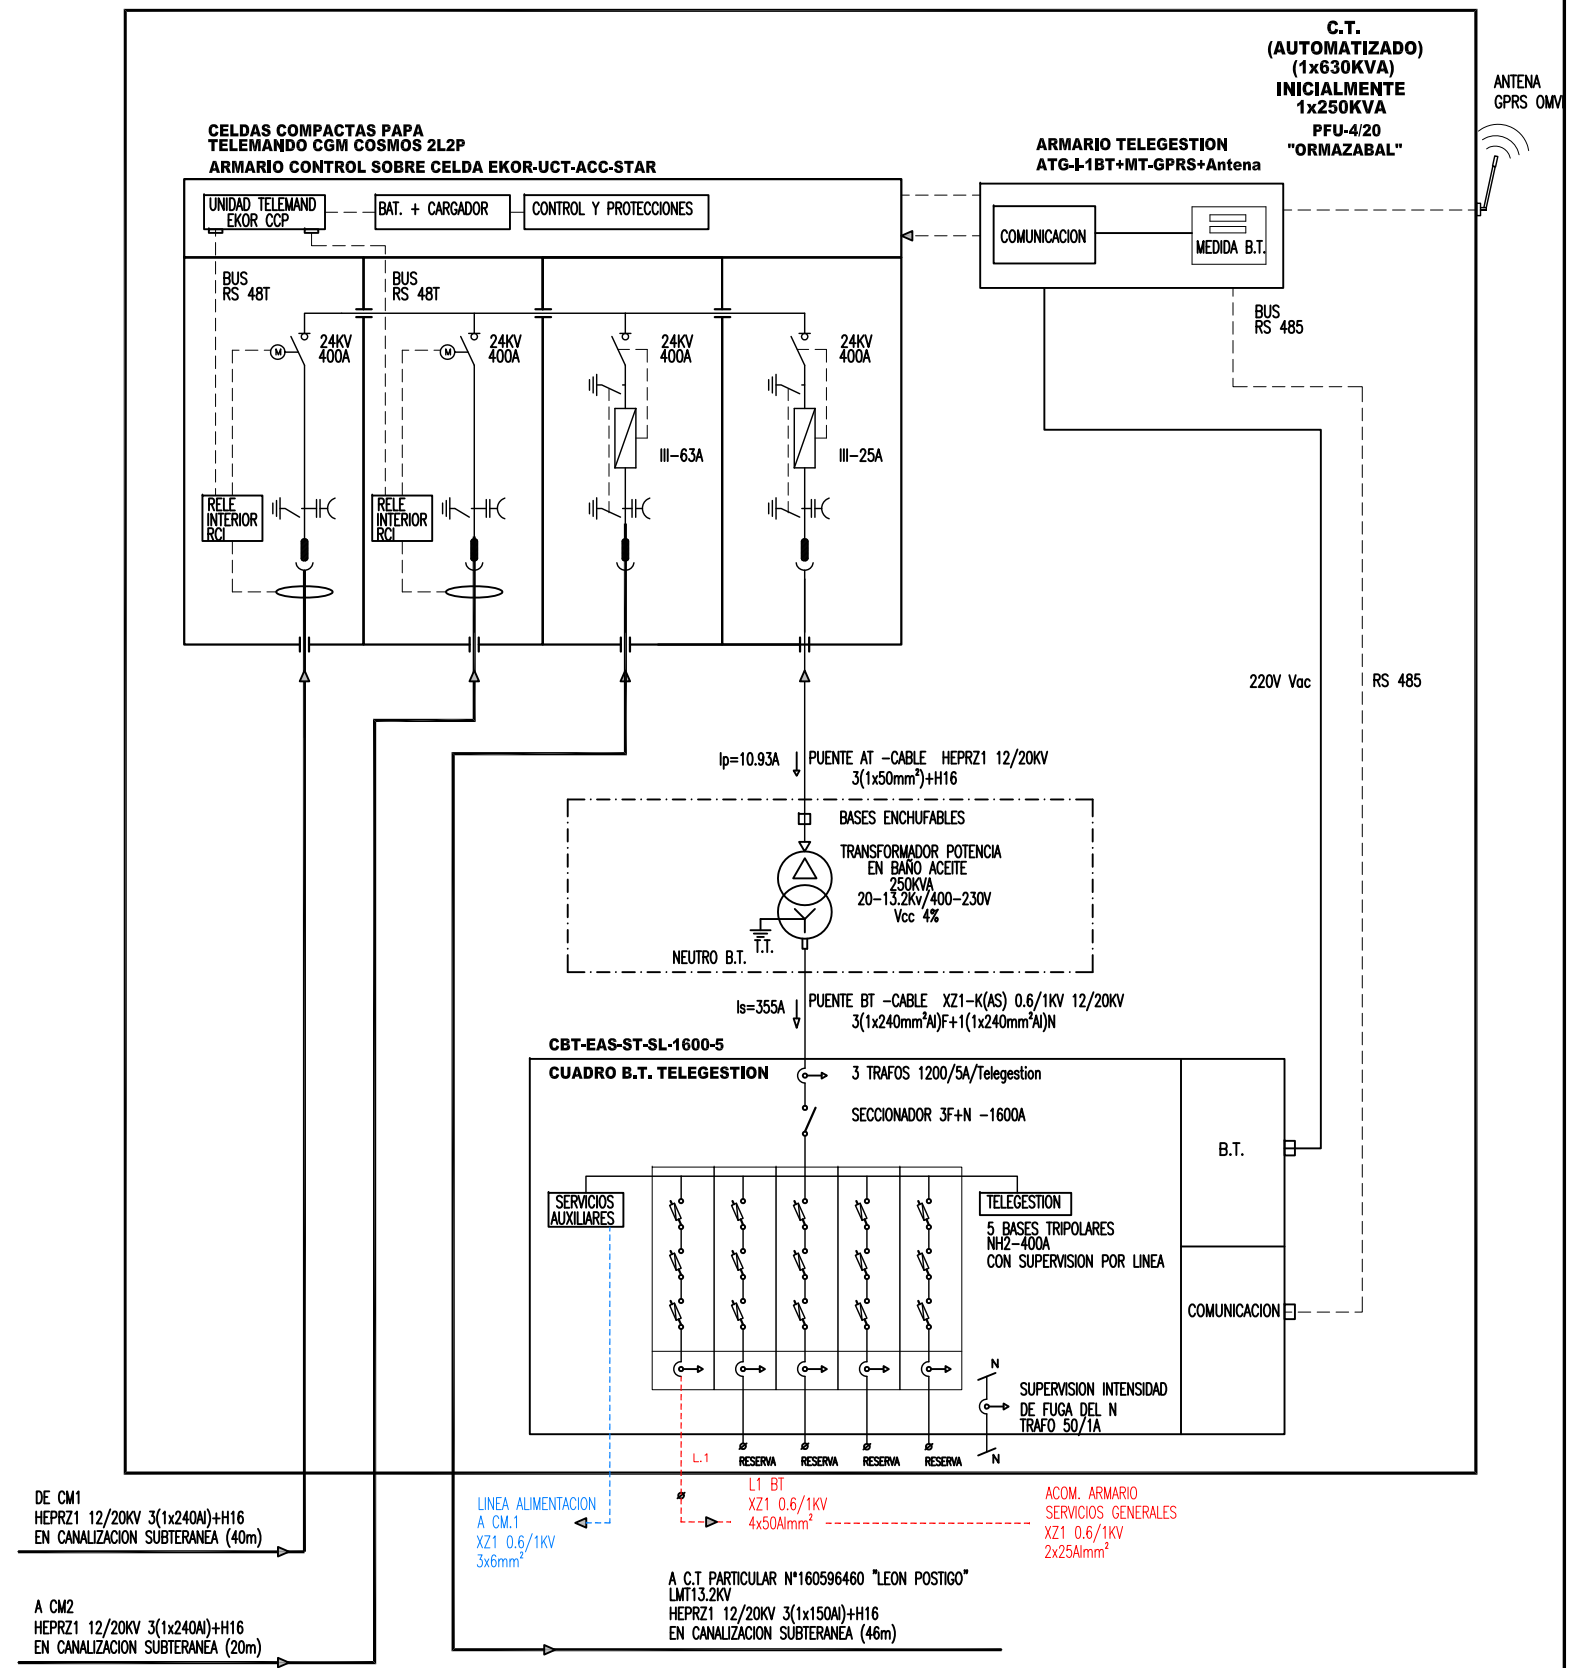 C.T.
(AUTOMATIZADO)
(1x630KVA)
INICIALMENTE
1x250KVA
PFU-4/20
"ORMAZABAL"
ANTENA
GPRS OMV
CELDAS COMPACTAS PAPA
TELEMANDO CGM COSMOS 2L2P
ARMARIO CONTROL SOBRE CELDA EKOR-UCT-ACC-STAR
ARMARIO TELEGESTION
ATG-I-1BT+MT-GPRS+Antena
UNIDAD TELEMAND
EKOR CCP
BAT. + CARGADOR
CONTROL Y PROTECCIONES
COMUNICACION
MEDIDA B.T.
BUS
RS 48T
BUS
RS 48T
BUS
RS 485
M
24KV
400A
M
24KV
400A
24KV
400A
24KV
400A
III-63A
III-25A
RELE
INTERIOR
RCI
RELE
INTERIOR
RCI
220V Vac
RS 485
Ip=10.93A
PUENTE AT -CABLE HEPRZ1 12/20KV
3(1x50mm²)+H16
BASES ENCHUFABLES
TRANSFORMADOR POTENCIA
EN BAÑO ACEITE
250KVA
20-13.2Kv/400-230V
Vcc 4%
T.T.
NEUTRO B.T.
Is=355A
PUENTE BT -CABLE XZ1-K(AS) 0.6/1KV 12/20KV
3(1x240mm²Al)F+1(1x240mm²Al)N
CBT-EAS-ST-SL-1600-5
CUADRO B.T. TELEGESTION
3 TRAFOS 1200/5A/Telegestion
SECCIONADOR 3F+N -1600A
B.T.
SERVICIOS
AUXILIARES
TELEGESTION
5 BASES TRIPOLARES
NH2-400A
CON SUPERVISION POR LINEA
COMUNICACION
N
SUPERVISION INTENSIDAD
DE FUGA DEL N
TRAFO 50/1A
N
L.1
RESERVA
RESERVA
RESERVA
RESERVA
DE CM1
HEPRZ1 12/20KV 3(1x240Al)+H16
EN CANALIZACION SUBTERANEA (40m)
LINEA ALIMENTACION
A CM.1
XZ1 0.6/1KV
3x6mm²
L1 BT
XZ1 0.6/1KV
4x50Almm²
ACOM. ARMARIO
SERVICIOS GENERALES
XZ1 0.6/1KV
2x25Almm²
A C.T PARTICULAR Nº160596460 "LEON POSTIGO"
LMT13.2KV
HEPRZ1 12/20KV 3(1x150Al)+H16
EN CANALIZACION SUBTERANEA (46m)
A CM2
HEPRZ1 12/20KV 3(1x240Al)+H16
EN CANALIZACION SUBTERANEA (20m)